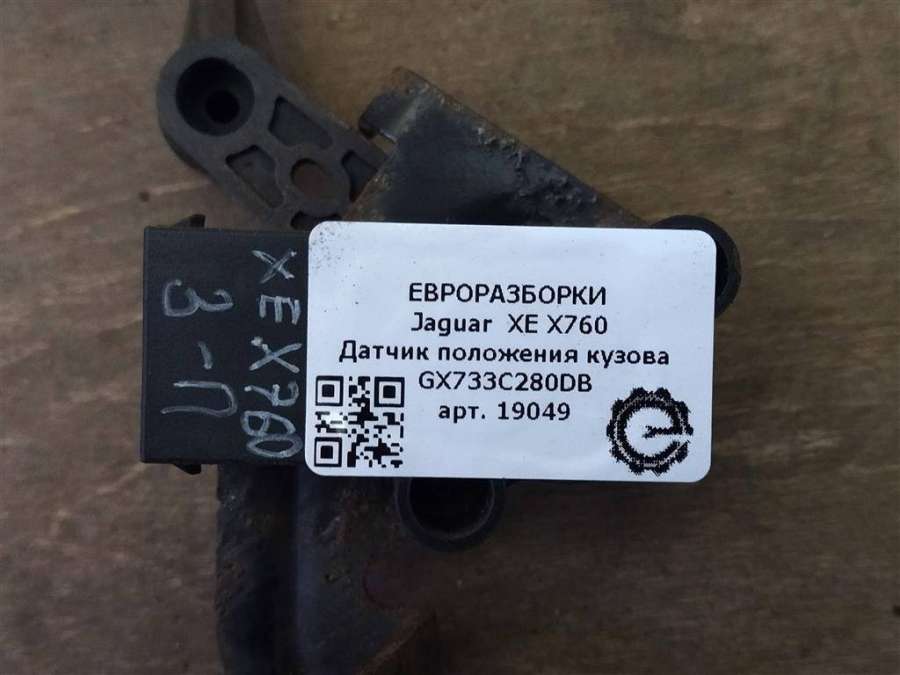 XE X760
З-П
ЕВРОРАЗБОРКИ
Jaguar XE X760
Датчик положения кузова
GX733C280DB
арт. 19049